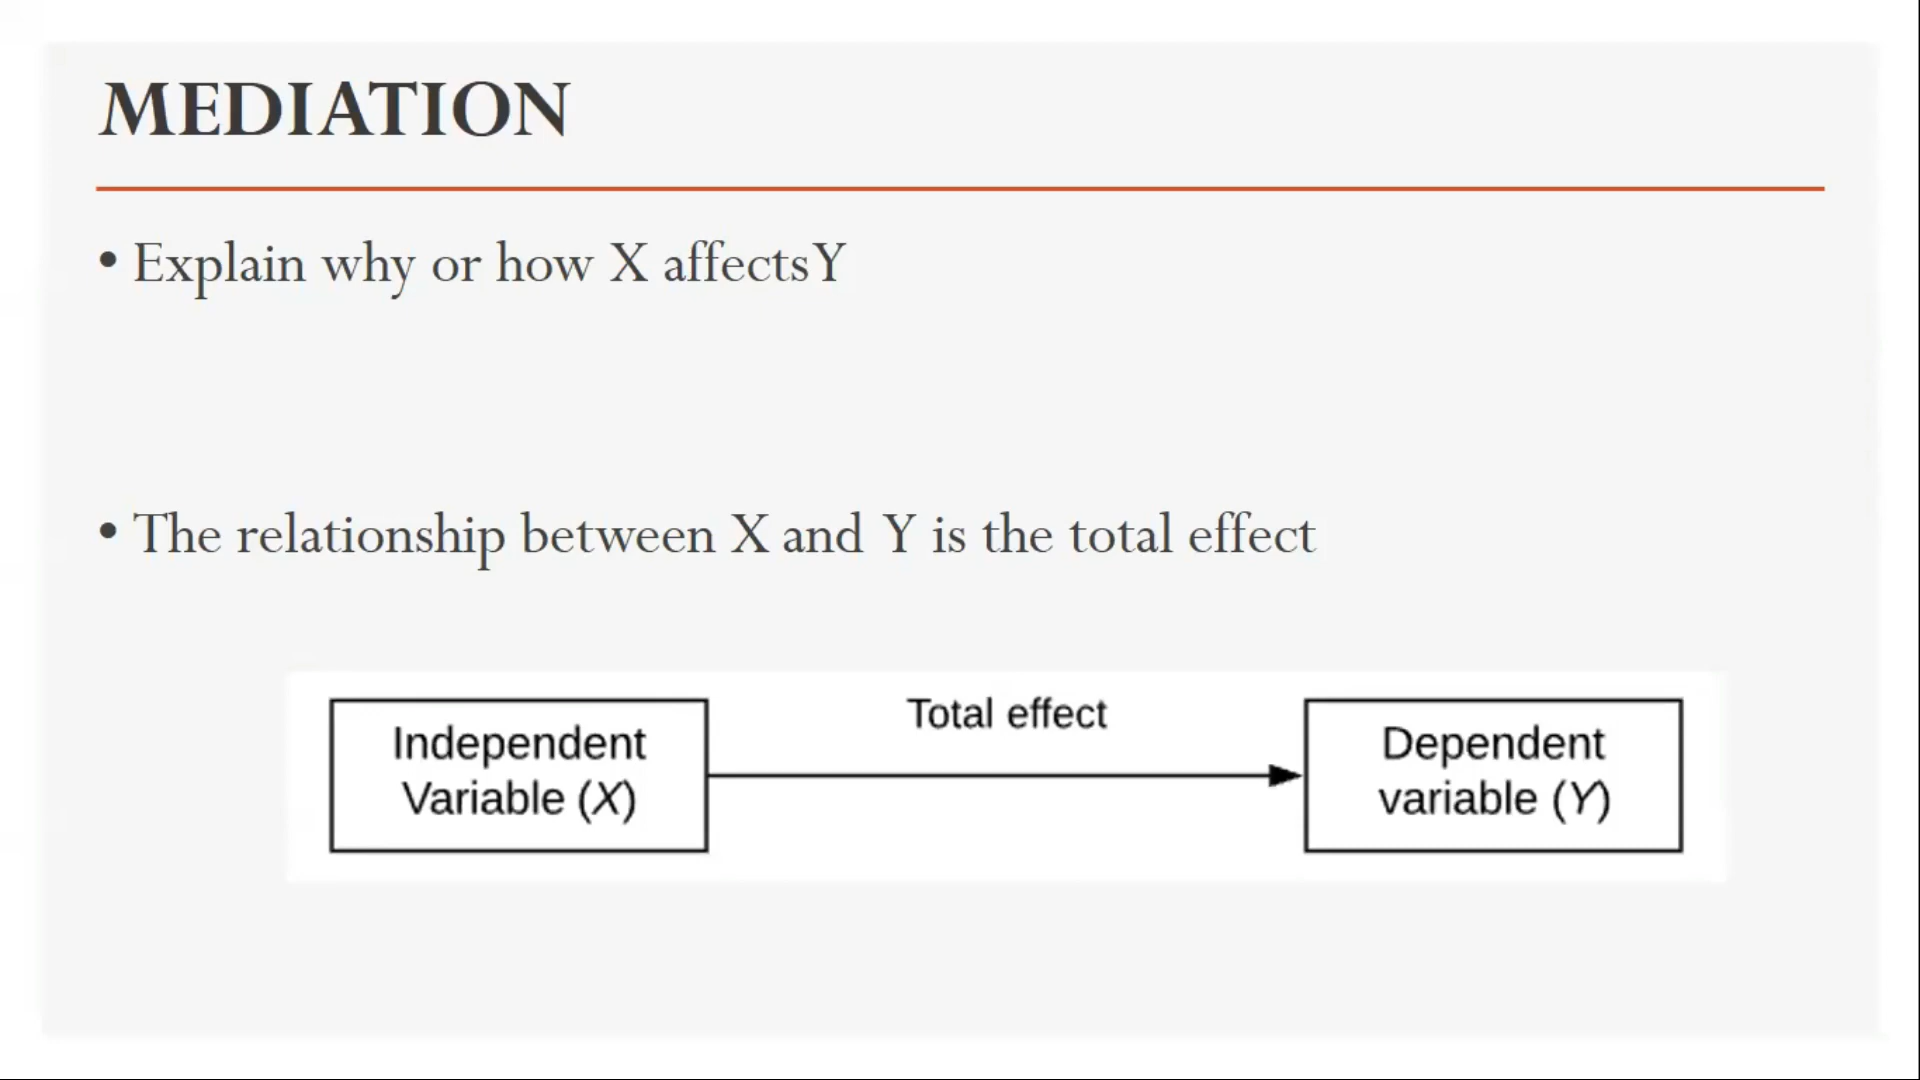 MEDIATION
• Explain why or how X affects Y
• The relationship between X and Y is the total effect
Total effect
Independent
Variable (X)
Dependent
variable (Y)